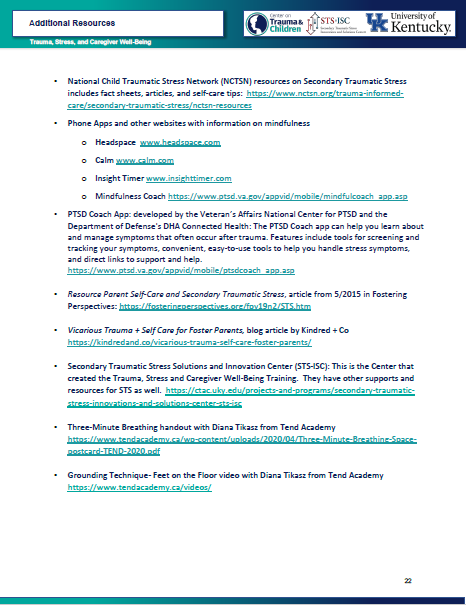 Additional Resources
Trauma, Stress, and Caregiver Well-Being
Center on
Trauma &
Children
STS-ISC
Secondary Traumatic Stress
Innovations and Solutions Center
UK
University of
Kentucky
• National Child Traumatic Stress Network (NCTSN) resources on Secondary Traumatic Stress
includes fact sheets, articles, and self-care tips: https://www.nctsn.org/trauma-informed-
care/secondary-traumatic-stress/nctsn-resources
• Phone Apps and other websites with information on mindfulness
o Headspace www.headspace.com
o Calm www.calm.com
o Insight Timer www.insighttimer.com
o Mindfulness Coach https://www.ptsd.va.gov/appvid/mobile/mindfulcoach_app.asp
• PTSD Coach App: developed by the Veteran's Affairs National Center for PTSD and the
Department of Defense's DHA Connected Health: The PTSD Coach app can help you learn about
and manage symptoms that often occur after trauma. Features include tools for screening and
tracking your symptoms, convenient, easy-to-use tools to help you handle stress symptoms,
and direct links to support and help.
https://www.ptsd.va.gov/appvid/mobile/ptsdcoach_app.asp
• Resource Parent Self-Care and Secondary Traumatic Stress, article from 5/2015 in Fostering
Perspectives: https://fosteringperspectives.org/fpv19n2/STS.htm
• Vicarious Trauma + Self Care for Foster Parents, blog article by Kindred + Co
https://kindredand.co/vicarious-trauma-self-care-foster-parents/
• Secondary Traumatic Stress Solutions and Innovation Center (STS-ISC): This is the Center that
created the Trauma, Stress and Caregiver Well-Being Training. They have other supports and
resources for STS as well. https://ctac.uky.edu/projects-and-programs/secondary-traumatic-
stress-innovations-and-solutions-center-sts-isc
• Three-Minute Breathing handout with Diana Tikasz from Tend Academy
https://www.tendacademy.ca/wp-content/uploads/2020/04/Three-Minute-Breathing-Space-
postcard-TEND-2020.pdf
• Grounding Technique- Feet on the Floor video with Diana Tikasz from Tend Academy
https://www.tendacademy.ca/videos/
22